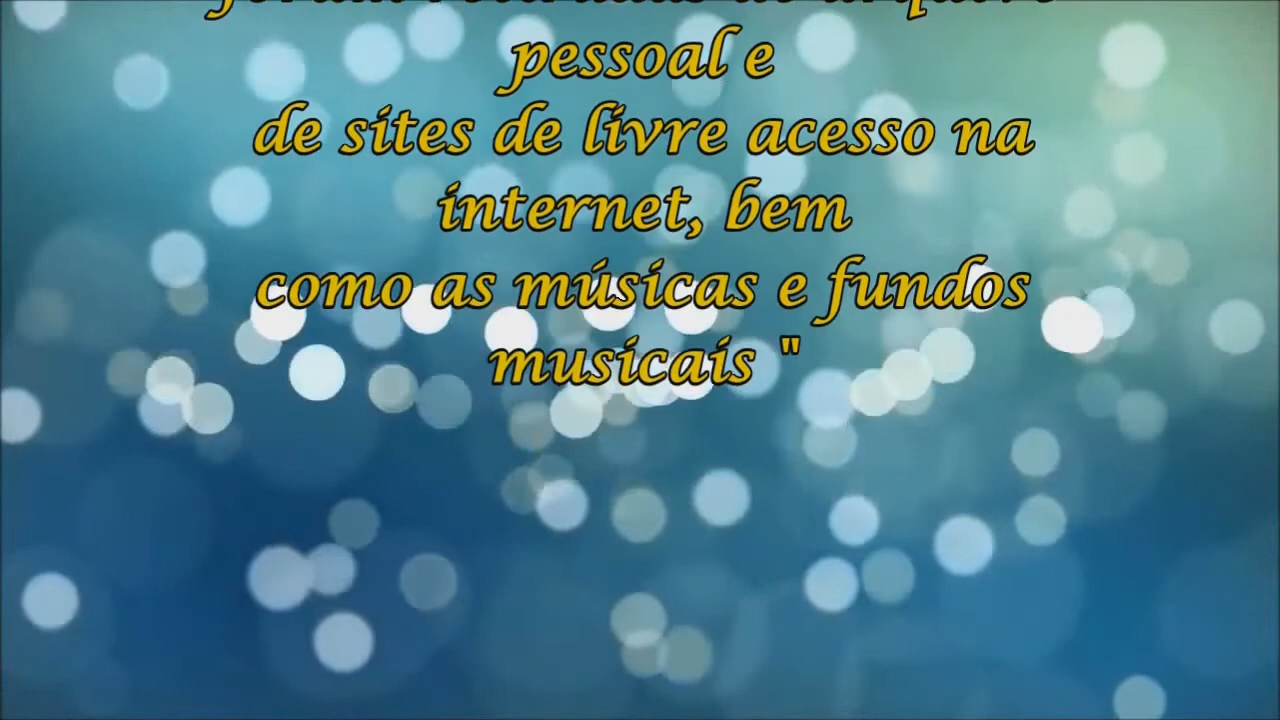 pessoal e
de sites de livre acesso na
internet, bem
como as músicas e fundos
musicais "